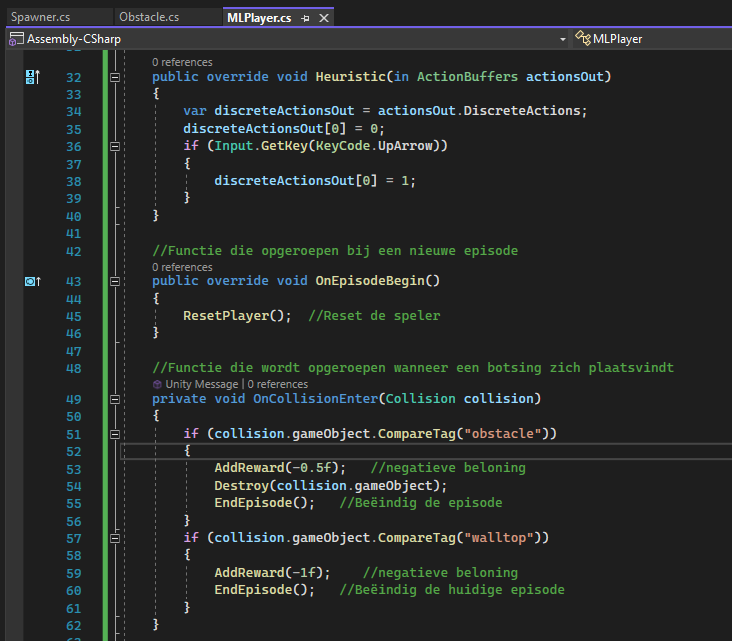 Spawner.cs Obstacle.cs MLPlayer.cs
Assembly-CSharp MLPlayer
0 references
32 public override void Heuristic(in ActionBuffers actionsOut)
33 {
34 var discreteActionsOut = actionsOut.DiscreteActions;
35 discreteActionsOut[0] = 0;
36 if (Input.GetKey(KeyCode.UpArrow))
37 {
38 discreteActionsOut[0] = 1;
39 }
40 }
41
42 //Functie die opgeroepen bij een nieuwe episode
0 references
43 public override void OnEpisodeBegin()
44 {
45 ResetPlayer(); //Reset de speler
46 }
47
48 //Functie die wordt opgeroepen wanneer een botsing zich plaatsvindt
Unity Message | 0 references
49 private void OnCollisionEnter(Collision collision)
50 {
51 if (collision.gameObject.CompareTag("obstacle"))
52 {
53 AddReward(-0.5f); //negatieve beloning
54 Destroy(collision.gameObject);
55 EndEpisode(); //Beëindig de episode
56 }
57 if (collision.gameObject.CompareTag("walltop"))
58 {
59 AddReward(-1f); //negatieve beloning
60 EndEpisode(); //Beëindig de huidige episode
61 }
62 }